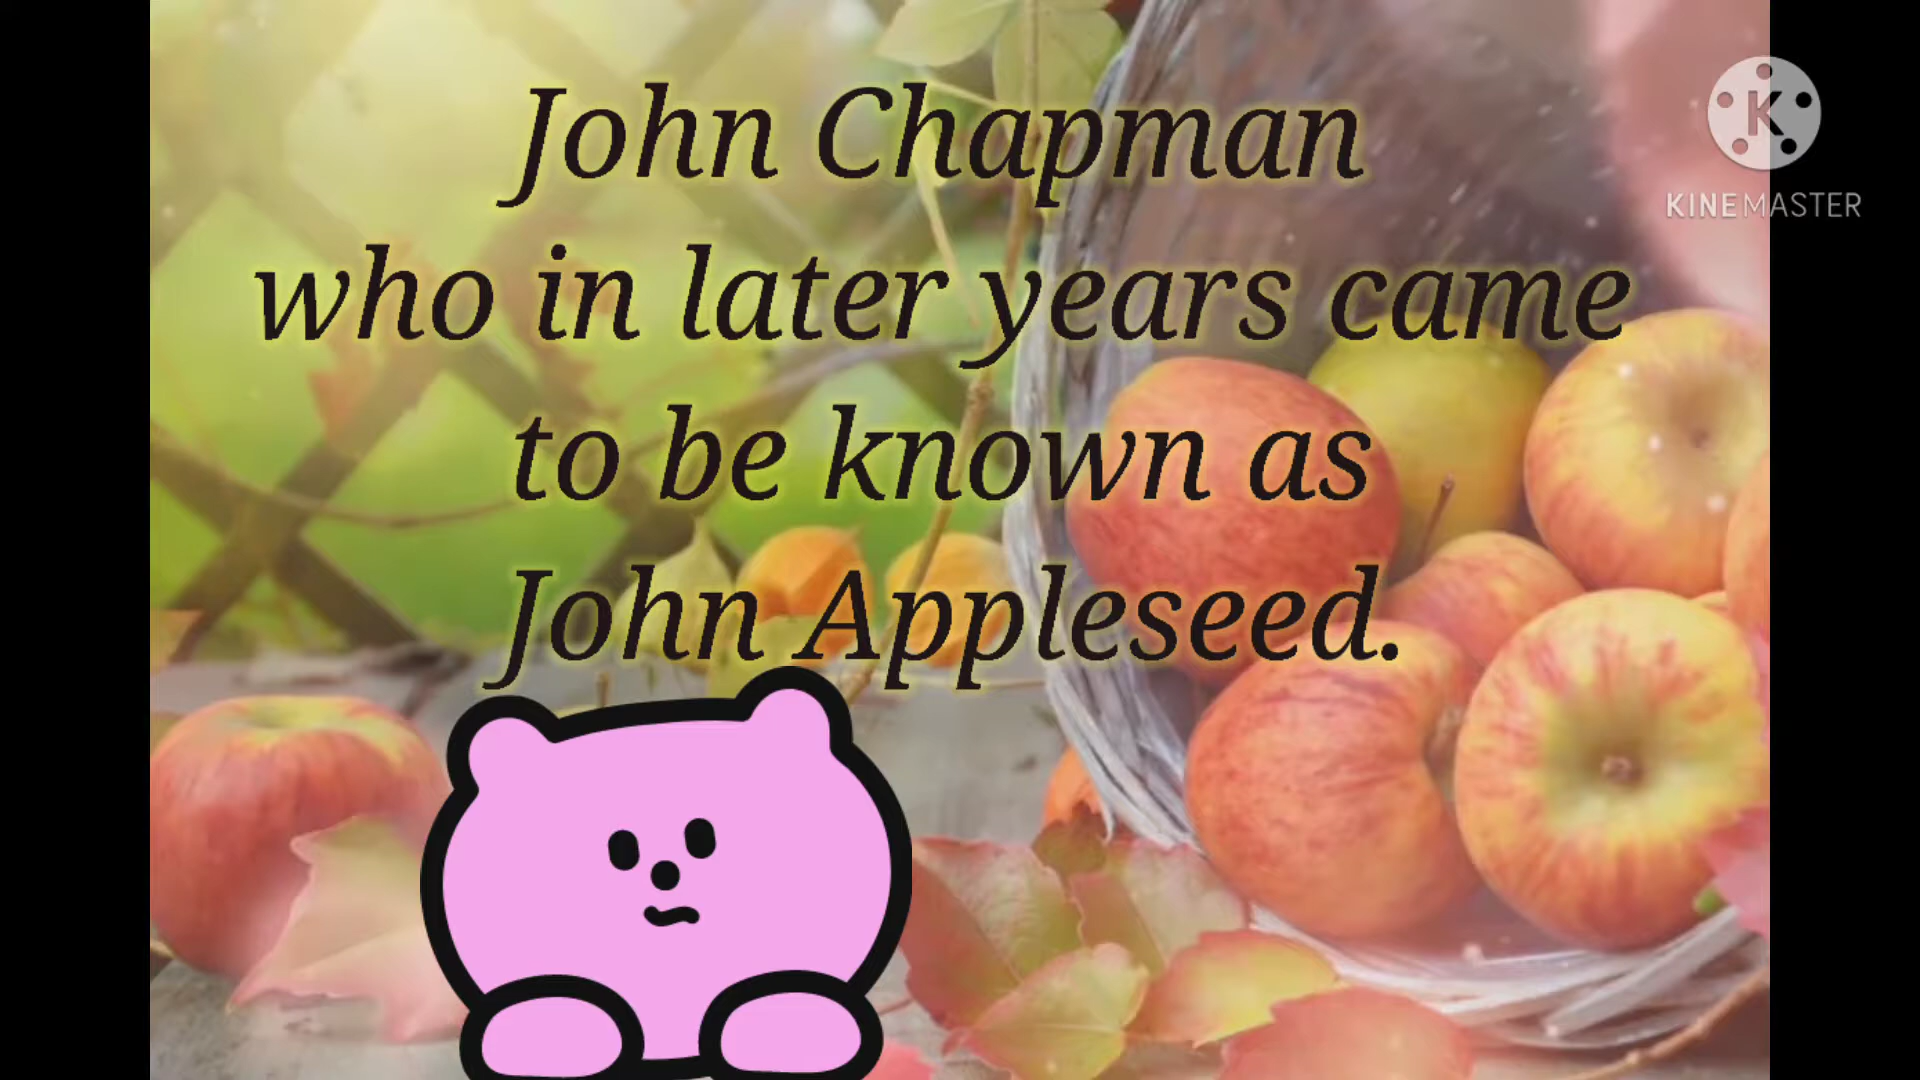 John Chapman
who in later years came
to be known as
John Appleseed.
K
KINEMASTER